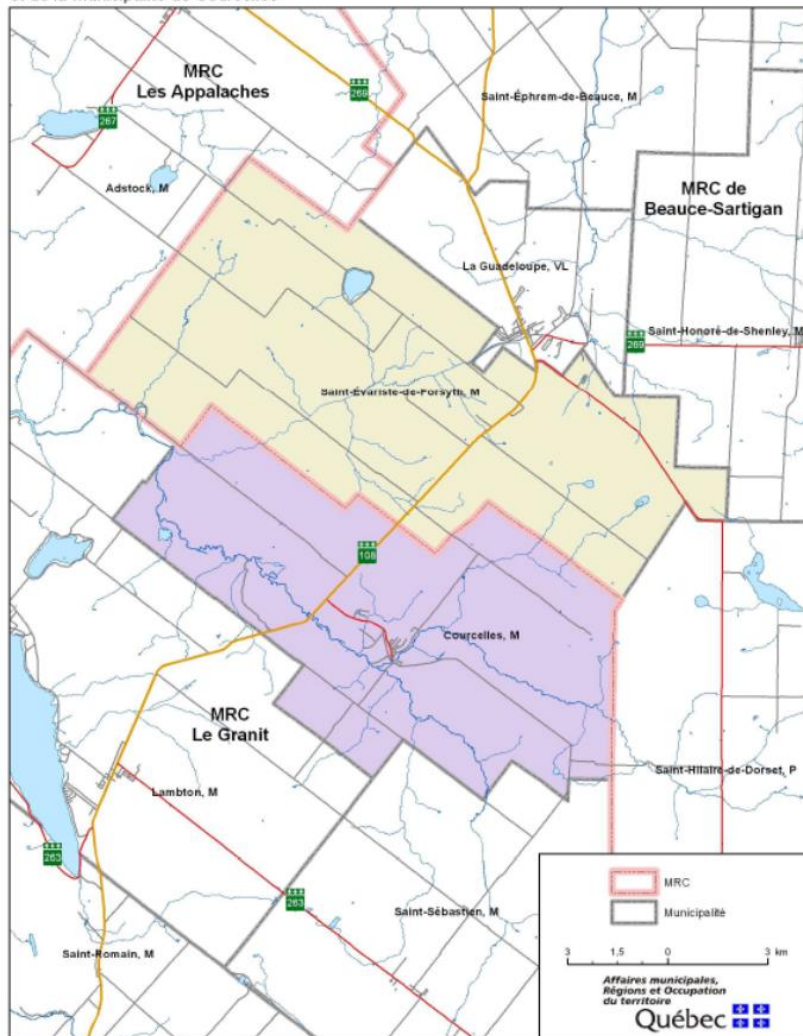 MRC
Les Appalaches
269
Saint-Éphrem-de-Beauce, M
267
Adstock, M
MRC de
Beauce-Sartigan
La Guadeloupe, VL
Saint-Honoré-de-Shenley, M
269
Saint-Évariste-de-Forsyth, M
108
Courcelles, M
MRC
Le Granit
Saint-Hilaire-de-Dorset, P
Lambton, M
263
263
Saint-Sébastien, M
Saint-Romain, M
MRC
Municipalité
3 1,5 0 3 km
Affaires municipales,
Régions et Occupation
du territoire
Québec